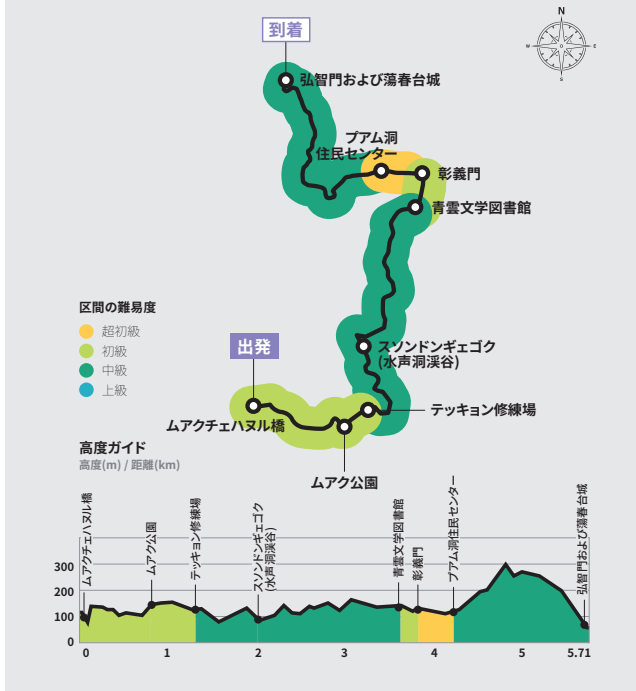 到着
N
W
E
S
弘智門および蕩春台城
プアム洞
住民センター
彰義門
青雲文学図書館
区間の難易度
超初級
初級
中級
上級
出発
スソンドンギェゴク
(水声洞渓谷)
ムアクチェハヌル橋
テッキョン修練場
ムアク公園
高度ガイド
高度(m) / 距離(km)
ムアクチェハヌル橋
ムアク公園
テッキョン修練場
スソンドンギェゴク
(水声洞渓谷)
青雲文学図書館
彰義門
プアム洞住民センター
弘智門および蕩春台城
300
200
100
0
0
1
2
3
4
5
5.71